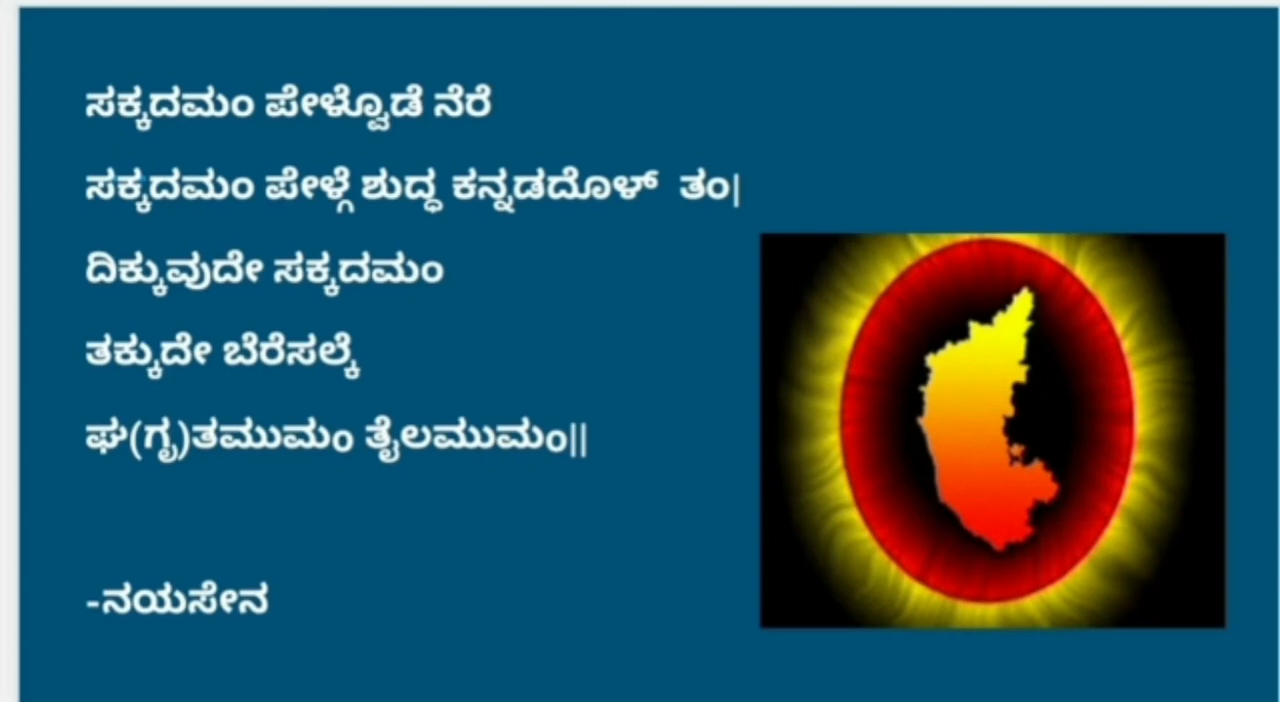 ಸಕ್ಕದಮಂ ಪೇಳ್ವೊಡೆ ನೆರೆ
ಸಕ್ಕದಮಂ ಪೇಳ್ಗೆ ಶುದ್ಧ ಕನ್ನಡದೊಳ್ ತಂ|
ದಿಕ್ಕುವುದೇ ಸಕ್ಕದಮಂ
ತಕ್ಕುದೇ ಬೆರೆಸಲ್ಕೆ
ಘ(ಗೃ)ತಮುಮಂ ತೈಲಮುಮಂ||
-ನಯಸೇನ